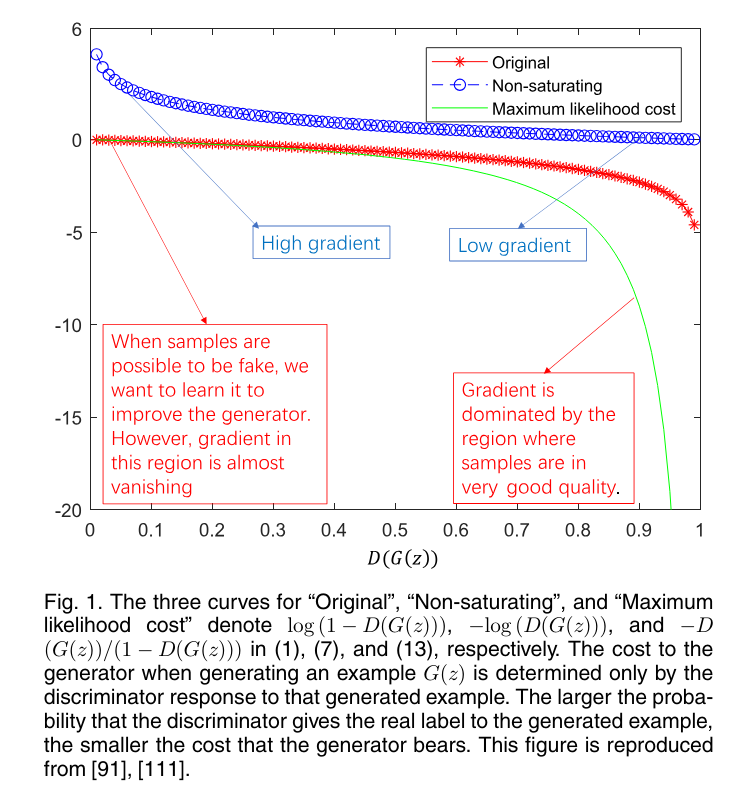 6
0
-5
-10
-15
-20
Original
Non-saturating
Maximum likelihood cost
High gradient
Low gradient
When samples are
possible to be fake, we
want to learn it to
improve the generator.
However, gradient in
this region is almost
vanishing
Gradient is
dominated by the
region where
samples are in
very good quality.
0 0.1 0.2 0.3 0.4 0.5 0.6 0.7 0.8 0.9 1
D(G(z))
Fig. 1. The three curves for “Original”, “Non-saturating”, and “Maximum
likelihood cost” denote log (1 − D(G(z))), −log (D(G(z))), and −D
(G(z))/(1 − D(G(z))) in (1), (7), and (13), respectively. The cost to the
generator when generating an example G(z) is determined only by the
discriminator response to that generated example. The larger the proba-
bility that the discriminator gives the real label to the generated example,
the smaller the cost that the generator bears. This figure is reproduced
from [91], [111].